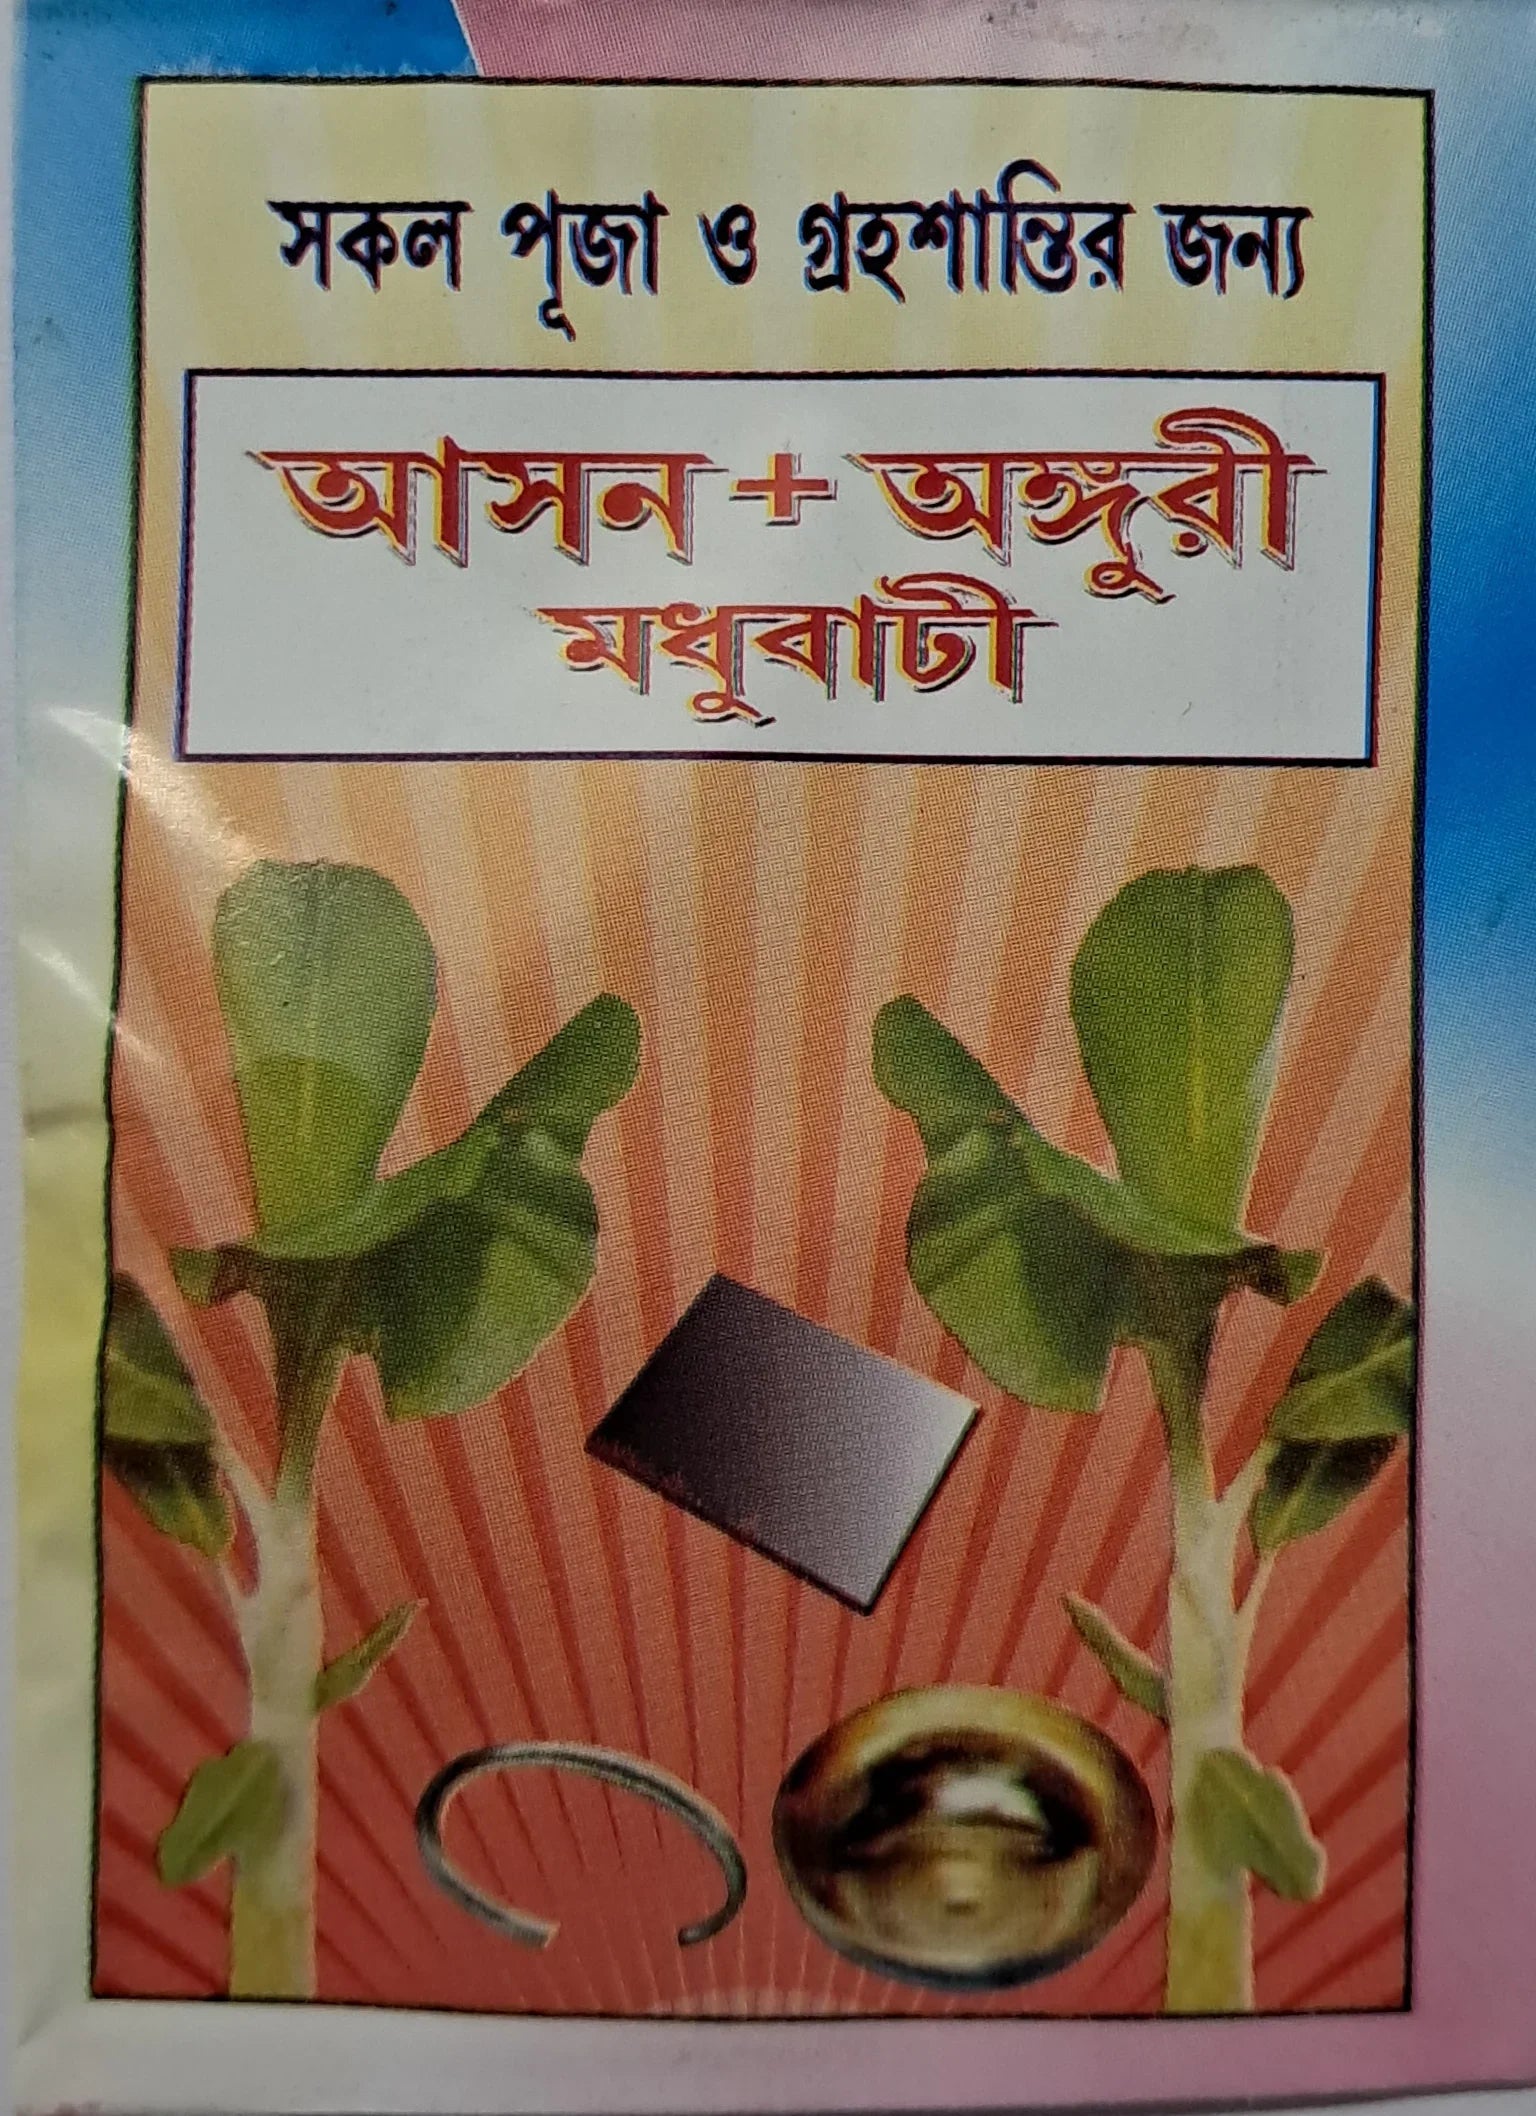 সকল পূজা ও গ্রহশান্তির জন্য
আসন + অঙ্গুরী
মধুবাটী